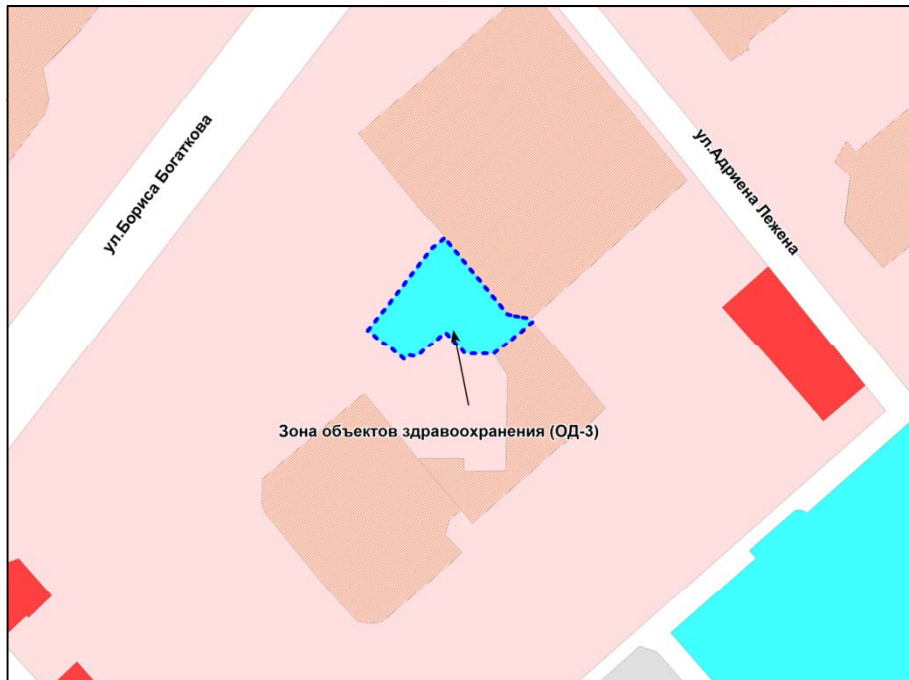 ул.Бориса Богаткова
ул.Адриена Лежена
Зона объектов здравоохранения (ОД-3)